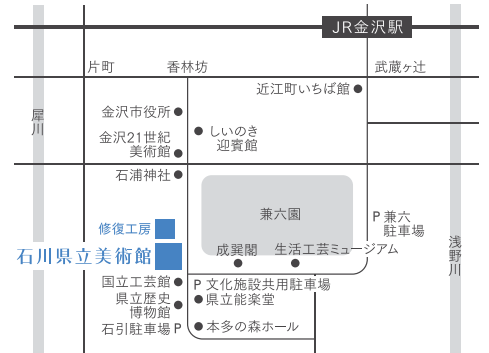 JR金沢駅
片町
香林坊
武蔵ヶ辻
近江町いちば館
金沢市役所
しいのき
迎賓館
金沢21世紀
美術館
犀川
石浦神社
兼六園
P 兼六
駐車場
修復工房
石川県立美術館
成巽閣
生活工芸ミュージアム
浅野川
国立工芸館
P 文化施設共用駐車場
県立歴史
博物館
県立能楽堂
石引駐車場 P
本多の森ホール